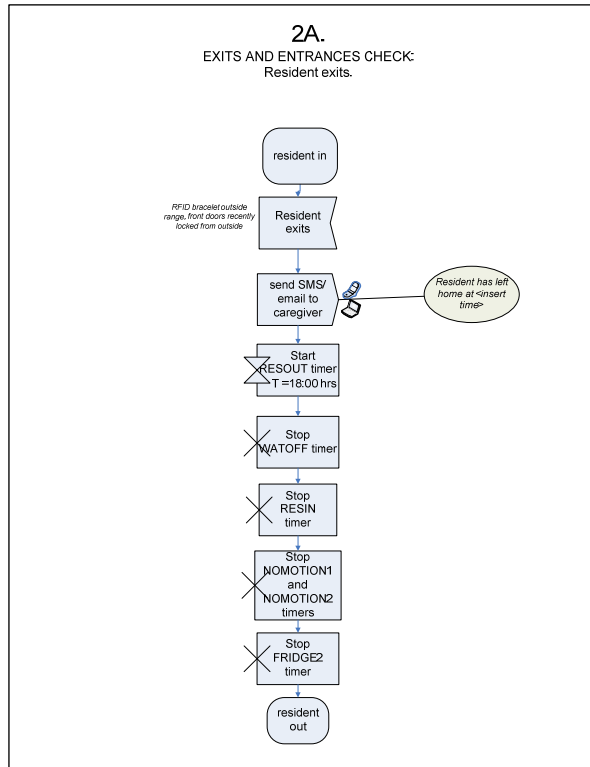 2A.
EXITS AND ENTRANCES CHECK:
Resident exits.
resident in
RFID bracelet outside
range, front doors recently
locked from outside
Resident
exits
send SMS/
email to
caregiver
Resident has left
home at <insert
time>
Start
RESOUT timer
T =18:00 hrs
Stop
WATOFF timer
Stop
RESIN
timer
Stop
NOMOTION1
and
NOMOTION2
timers
Stop
FRIDGE2
timer
resident
out